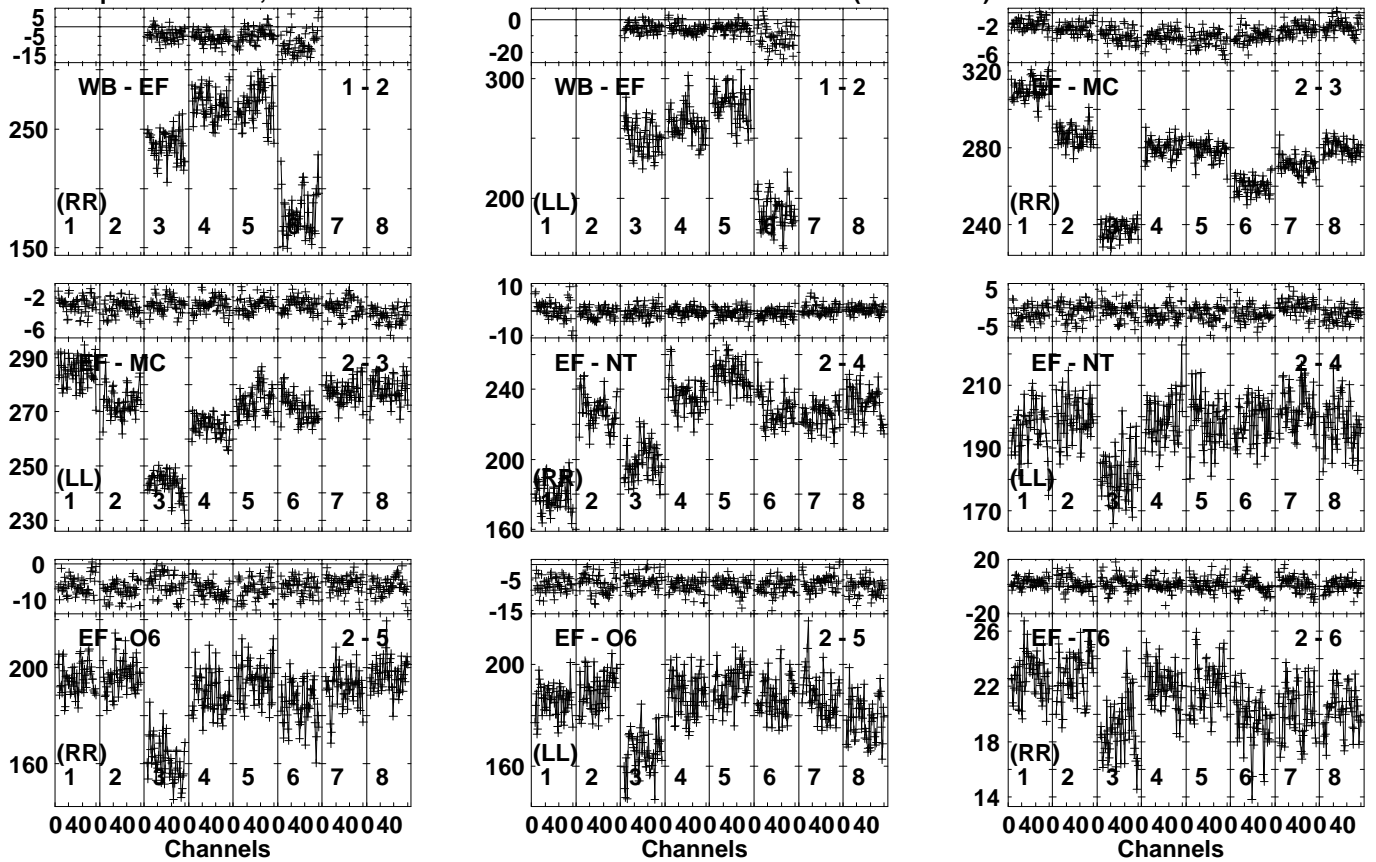 5
-5
-15
WB - EF 1 - 2
250
150
(RR)
1 2 3 4 5 6 7 8
0
-20
300
WB - EF 1 - 2
200
(LL)
1 2 3 4 5 6 7 8
-2
-6
320
EF - MC 2 - 3
280
240
(RR)
1 2 3 4 5 6 7 8
-2
-6
290
EF - MC 2 - 3
270
250
230
(LL)
1 2 3 4 5 6 7 8
10
-10
EF - NT 2 - 4
240
200
160
(RR)
1 2 3 4 5 6 7 8
5
-5
EF - NT 2 - 4
210
190
170
(LL)
1 2 3 4 5 6 7 8
0
-10
EF - O6 2 - 5
200
160
(RR)
1 2 3 4 5 6 7 8
-5
-15
EF - O6 2 - 5
200
160
(LL)
1 2 3 4 5 6 7 8
20
-20
26
EF - T6 2 - 6
22
18
14
(RR)
1 2 3 4 5 6 7 8
0 40 0 40 0 40 0 40 0 40 0 40 0 40 0 40
Channels
0 40 0 40 0 40 0 40 0 40 0 40 0 40 0 40
Channels
0 40 0 40 0 40 0 40 0 40 0 40 0 40 0 40
Channels